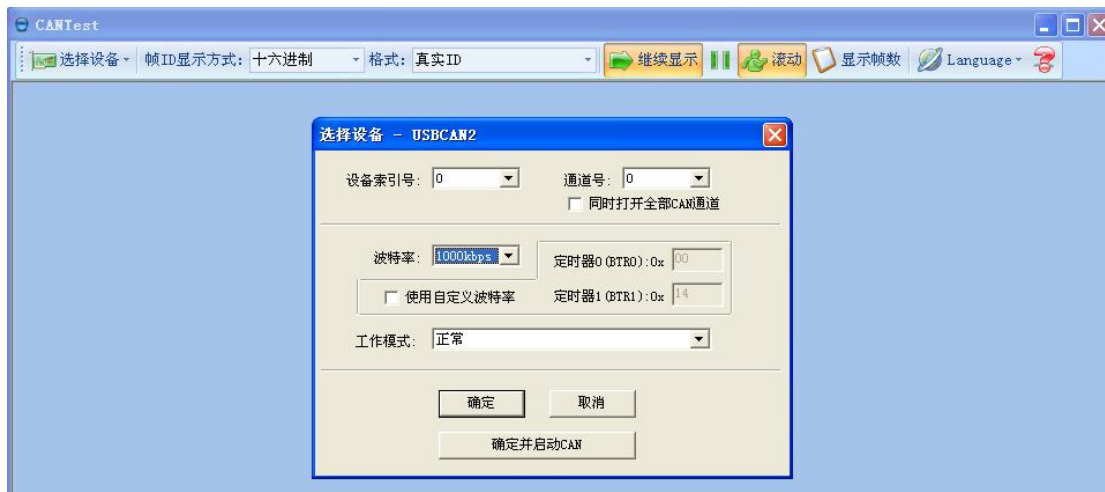 CANTest
选择设备 帧ID显示方式: 十六进制 格式: 真实ID 继续显示 滚动 显示帧数 Language
选择设备 - USBCAN2
设备索引号: 0 通道号: 0
同时打开全部CAN通道
波特率: 1000kbps 定时器0(BTR0):0x 00
使用自定义波特率 定时器1(BTR1):0x 14
工作模式: 正常
确定 取消
确定并启动CAN